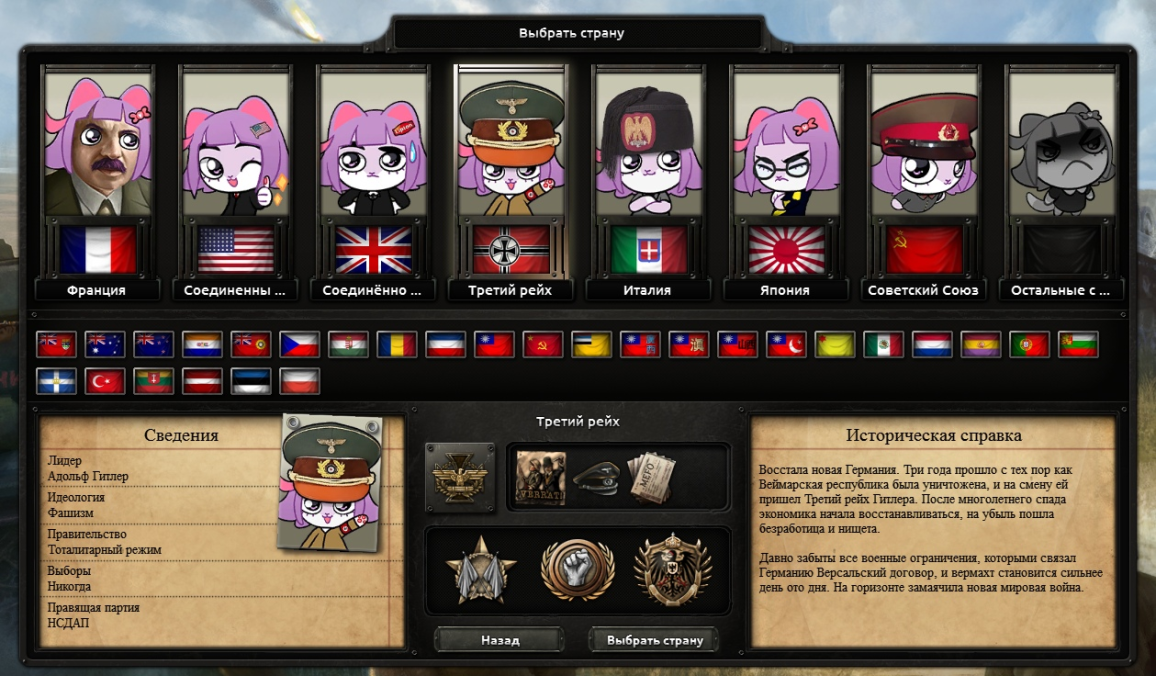 Выбрать страну
Франция
Соединенны ...
Соединённо ...
Третий рейх
Италия
Япония
Советский Союз
Остальные с ...
Сведения
Лидер
Адольф Гитлер
Идеология
Фашизм
Правительство
Тоталитарный режим
Выборы
Никогда
Правящая партия
НСДАП
Третий рейх
VERRAT!
MEFO
Назад
Выбрать страну
Историческая справка
Восстала новая Германия. Три года прошло с тех пор как
Веймарская республика была уничтожена, и на смену ей
пришел Третий рейх Гитлера. После многолетнего спада
экономика начала восстанавливаться, на убыль пошла
безработица и нищета.
Давно забыты все военные ограничения, которыми связал
Германию Версальский договор, и вермахт становится сильнее
день ото дня. На горизонте замаячила новая мировая война.